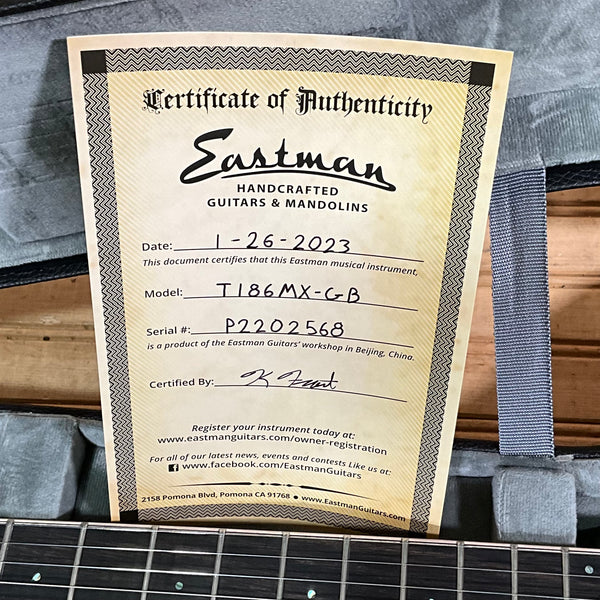 Certificate of Authenticity
Eastman
HANDCRAFTED
GUITARS & MANDOLINS
Date: 1-26-2023
This document certifies that this Eastman musical instrument,
Model: T186MX-GB
Serial #: P2202568
is a product of the Eastman Guitars' workshop in Beijing, China.
Certified By:
Register your instrument today at:
www.eastmanguitars.com/owner-registration
For all of our latest news, events and contests Like us at:
www.facebook.com/EastmanGuitars
2158 Pomona Blvd, Pomona CA 91768 • www.EastmanGuitars.com